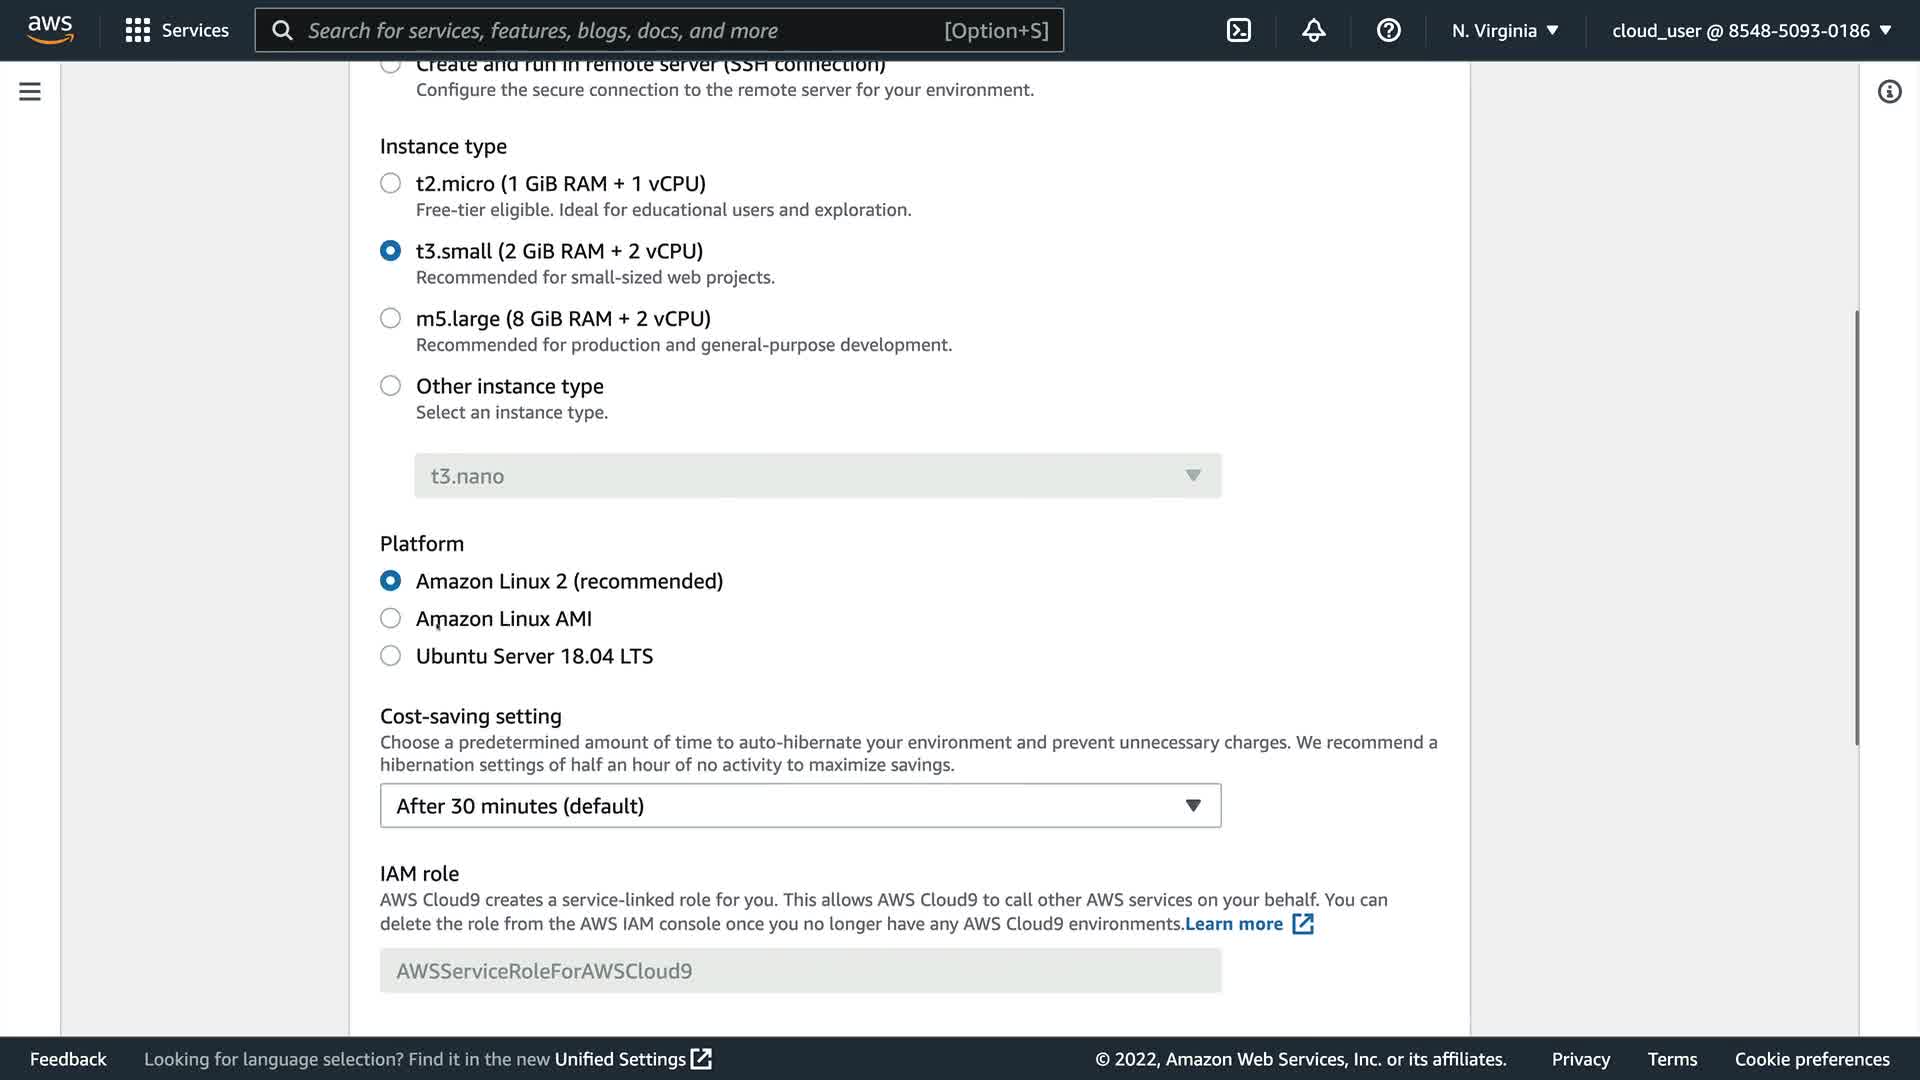 aws
Services
Search for services, features, blogs, docs, and more
[Option+S]
N. Virginia
cloud_user @ 8548-5093-0186
Create and run in remote server (SSH connection)
Configure the secure connection to the remote server for your environment.
Instance type
t2.micro (1 GiB RAM + 1 vCPU)
Free-tier eligible. Ideal for educational users and exploration.
t3.small (2 GiB RAM + 2 vCPU)
Recommended for small-sized web projects.
m5.large (8 GiB RAM + 2 vCPU)
Recommended for production and general-purpose development.
Other instance type
Select an instance type.
t3.nano
Platform
Amazon Linux 2 (recommended)
Amazon Linux AMI
Ubuntu Server 18.04 LTS
Cost-saving setting
Choose a predetermined amount of time to auto-hibernate your environment and prevent unnecessary charges. We recommend a
hibernation settings of half an hour of no activity to maximize savings.
After 30 minutes (default)
IAM role
AWS Cloud9 creates a service-linked role for you. This allows AWS Cloud9 to call other AWS services on your behalf. You can
delete the role from the AWS IAM console once you no longer have any AWS Cloud9 environments.Learn more
AWSServiceRoleForAWSCloud9
Feedback
Looking for language selection? Find it in the new Unified Settings
© 2022, Amazon Web Services, Inc. or its affiliates.
Privacy
Terms
Cookie preferences